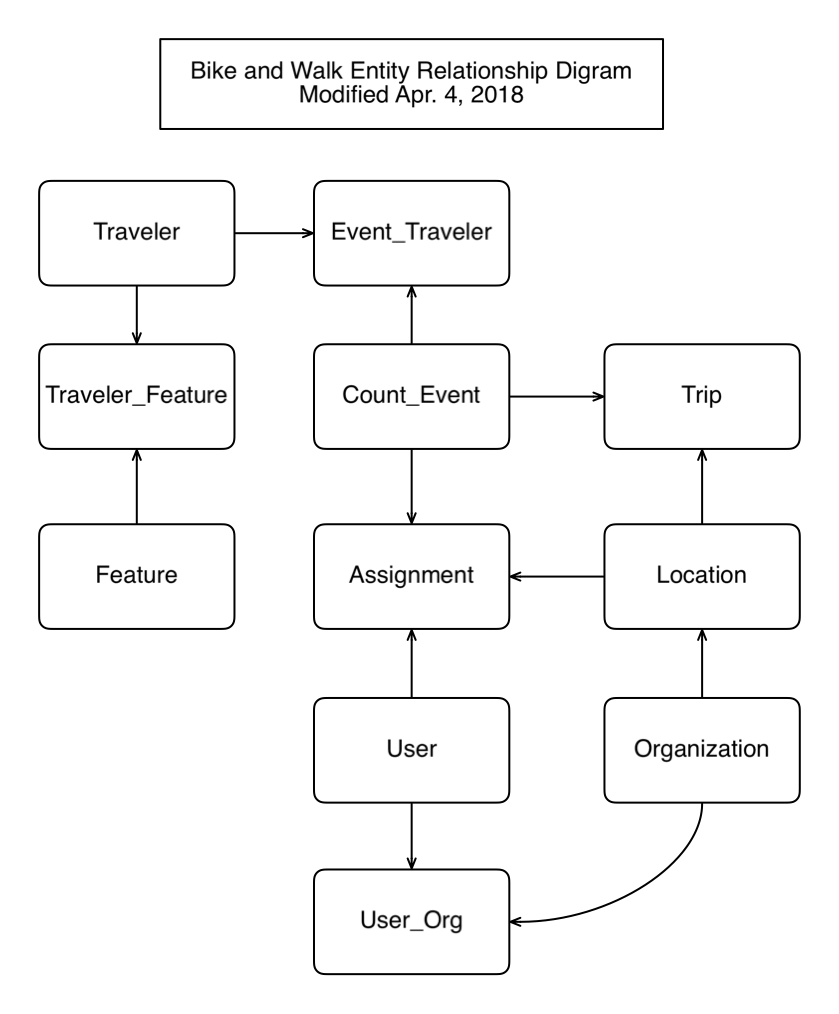 Bike and Walk Entity Relationship Digram
Modified Apr. 4, 2018
Traveler
Event_Traveler
Traveler_Feature
Count_Event
Trip
Feature
Assignment
Location
User
Organization
User_Org